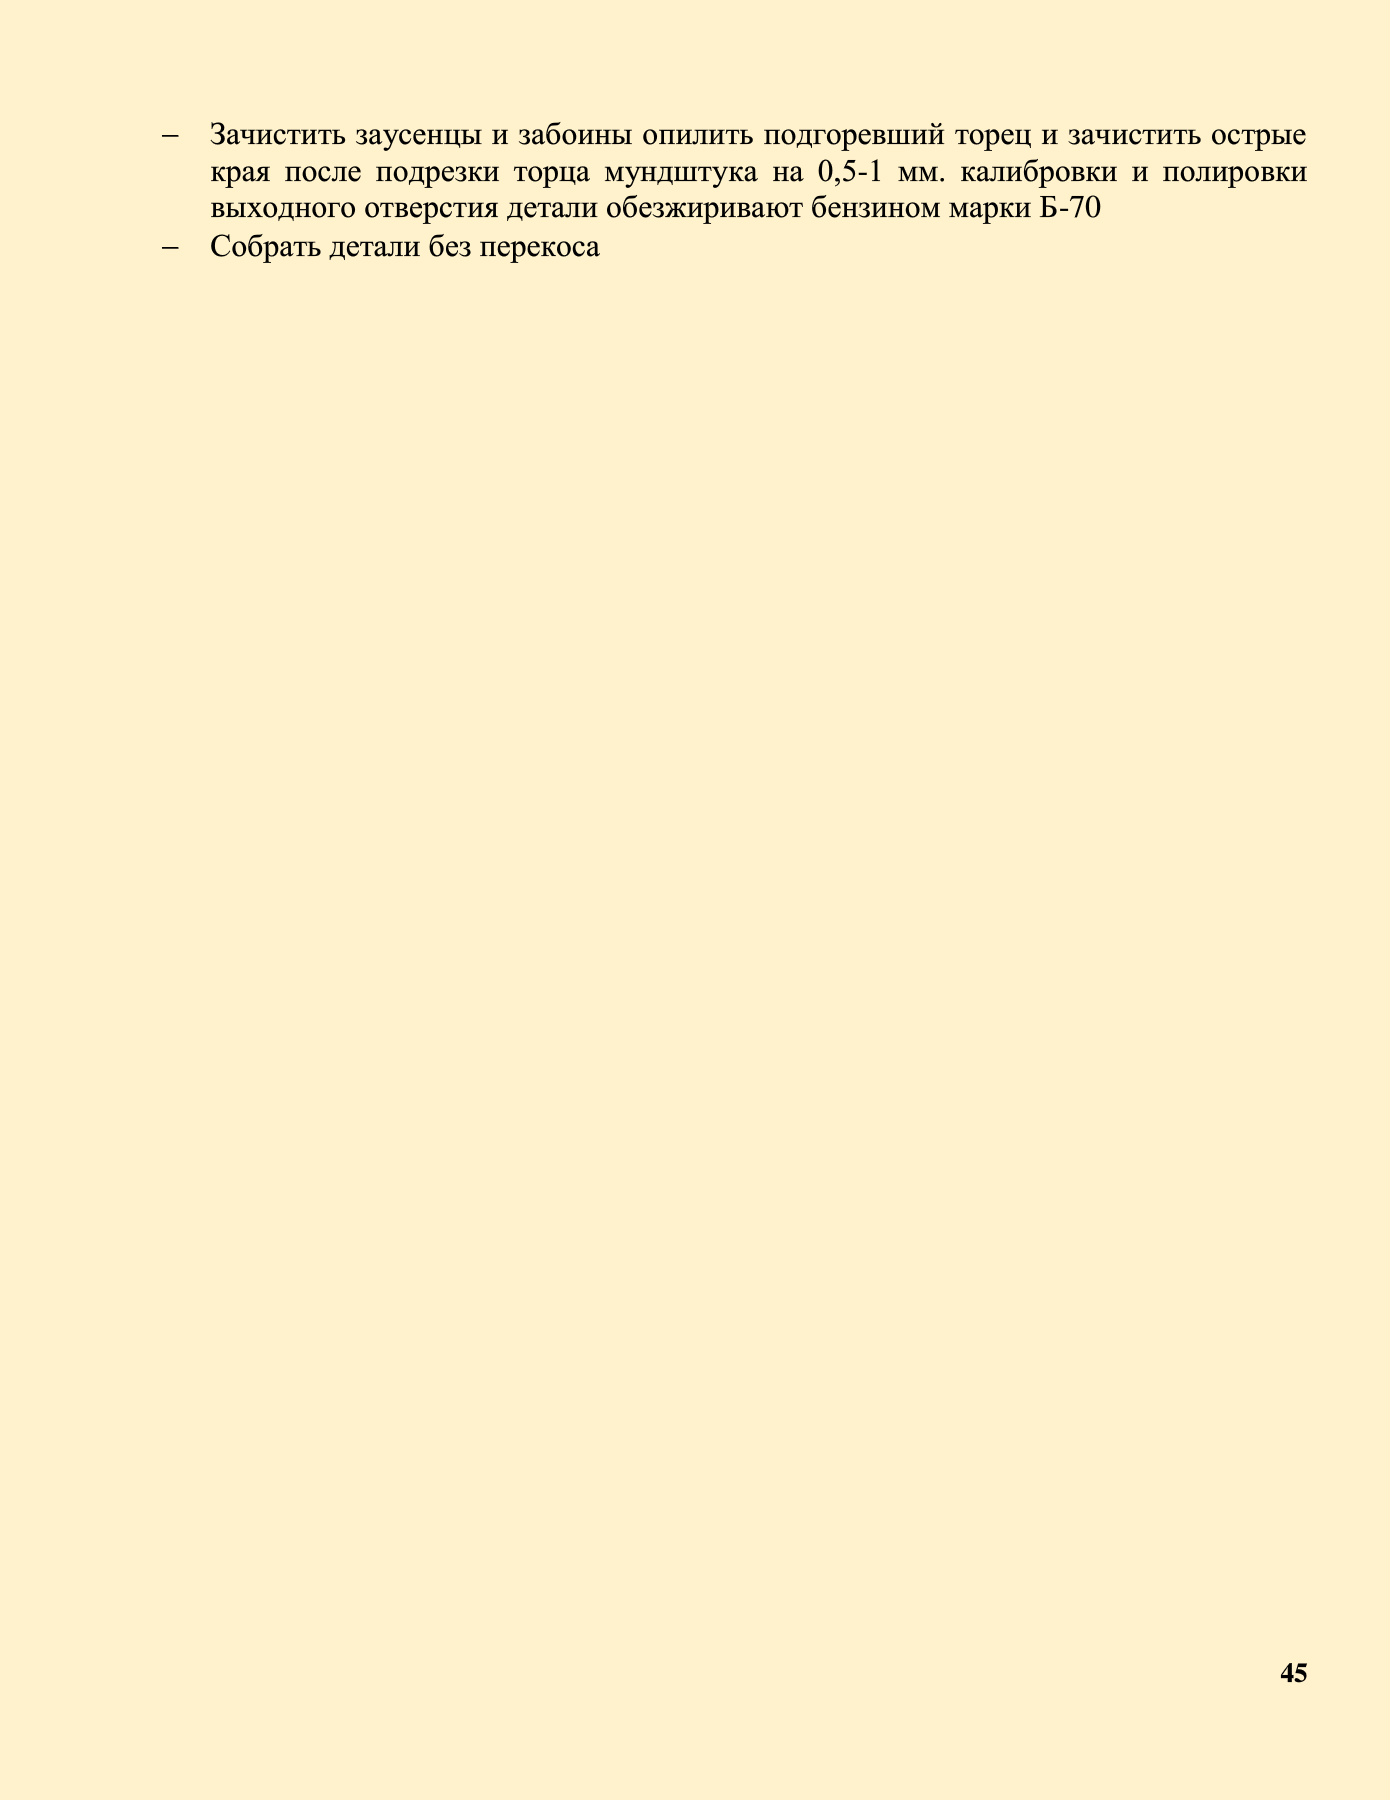 – Зачистить заусенцы и забоины опилить подгоревший торец и зачистить острые
края после подрезки торца мундштука на 0,5-1 мм. калибровки и полировки
выходного отверстия детали обезжиривают бензином марки Б-70
– Собрать детали без перекоса
45